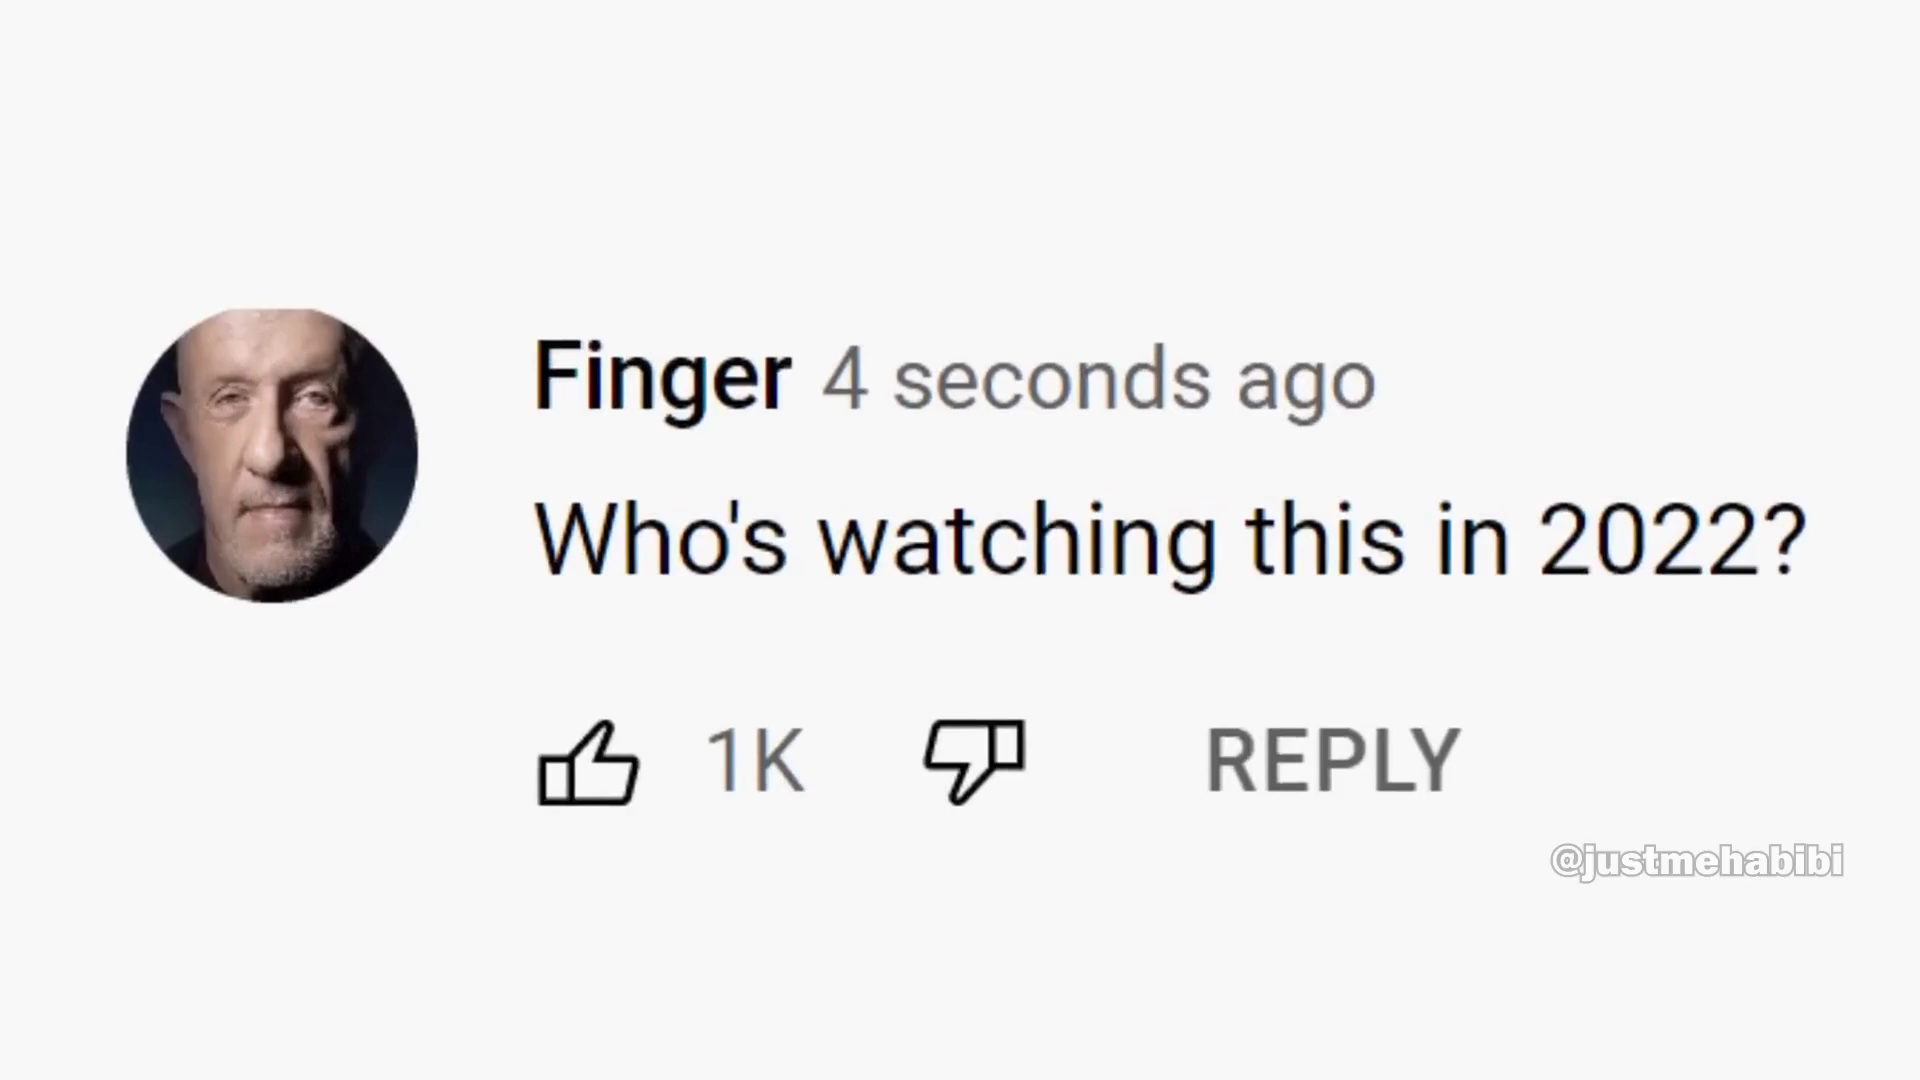 Finger 4 seconds ago
Who's watching this in 2022?
1K REPLY
@justmehabibi